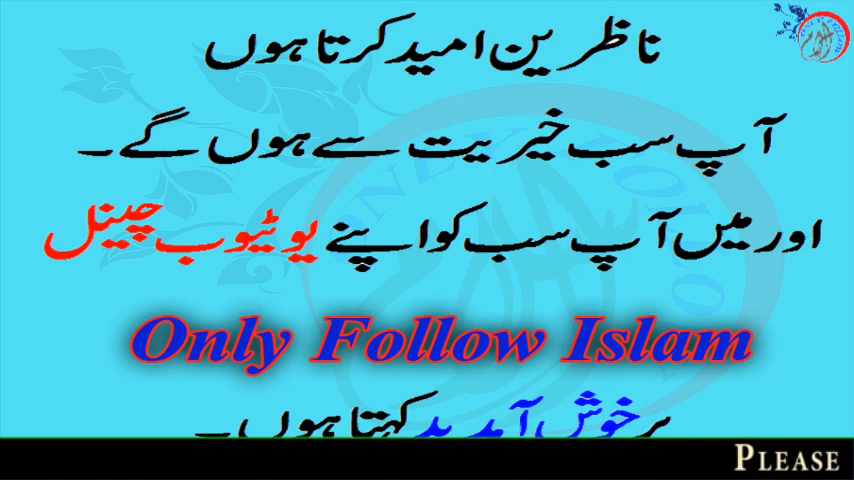 ناظرین امید کرتا ہوں
آپ سب خیریت سے ہوں گے۔
اور میں آپ سب کو اپنے یوٹیوب چینل
Only Follow Islam
پر خوش آمدید کہتا ہوں۔
PLEASE